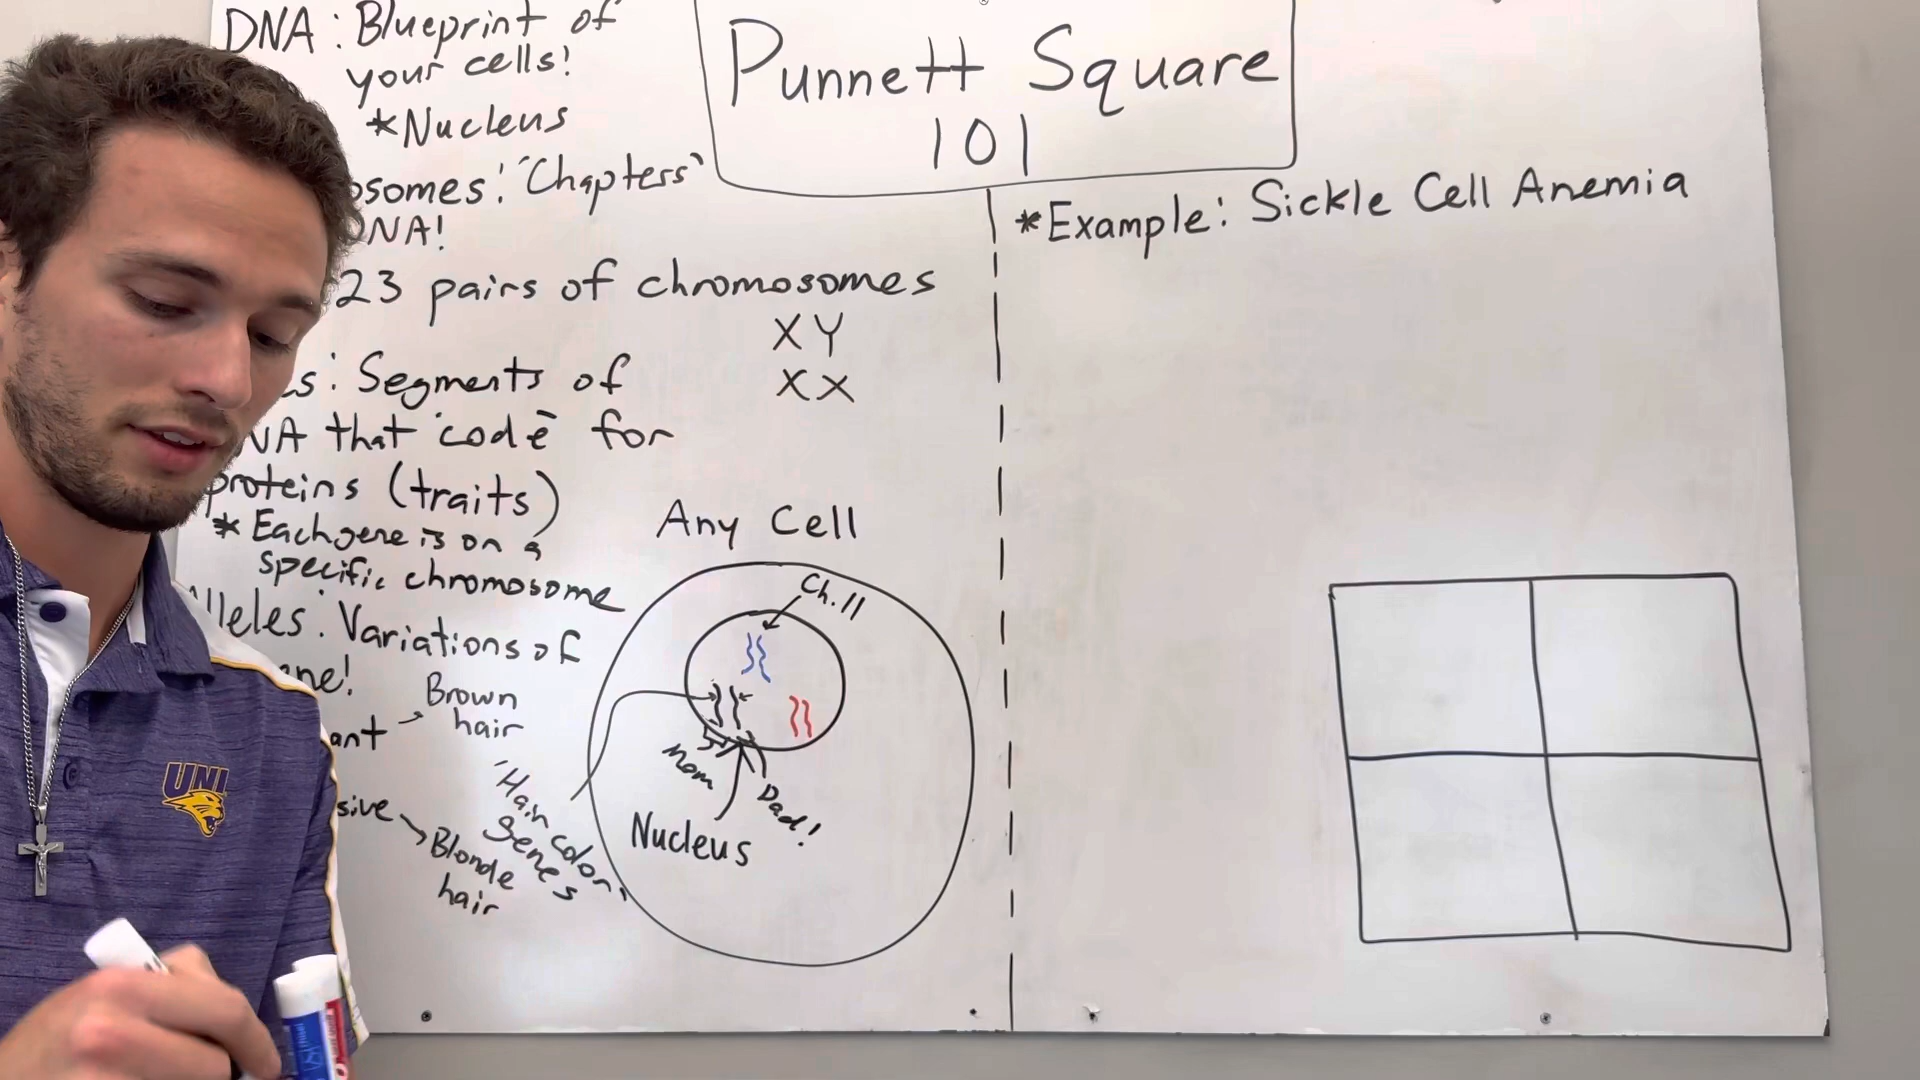 DNA: Blueprint of
your cells!
*Nucleus
osomes: "Chapters"
DNA!
23 pairs of chromosomes
XY
XX
es: Segments of
NA that "code" for
proteins (traits)
* Each gene is on a
specific chromosome
lleles: Variations of
ne!
ant → Brown
hair
sive → Blonde
hair
Punnett Square
101
Any Cell
Ch. 11
Mom
Dad!
Nucleus
"Hair color"
genes
*Example: Sickle Cell Anemia
UNI